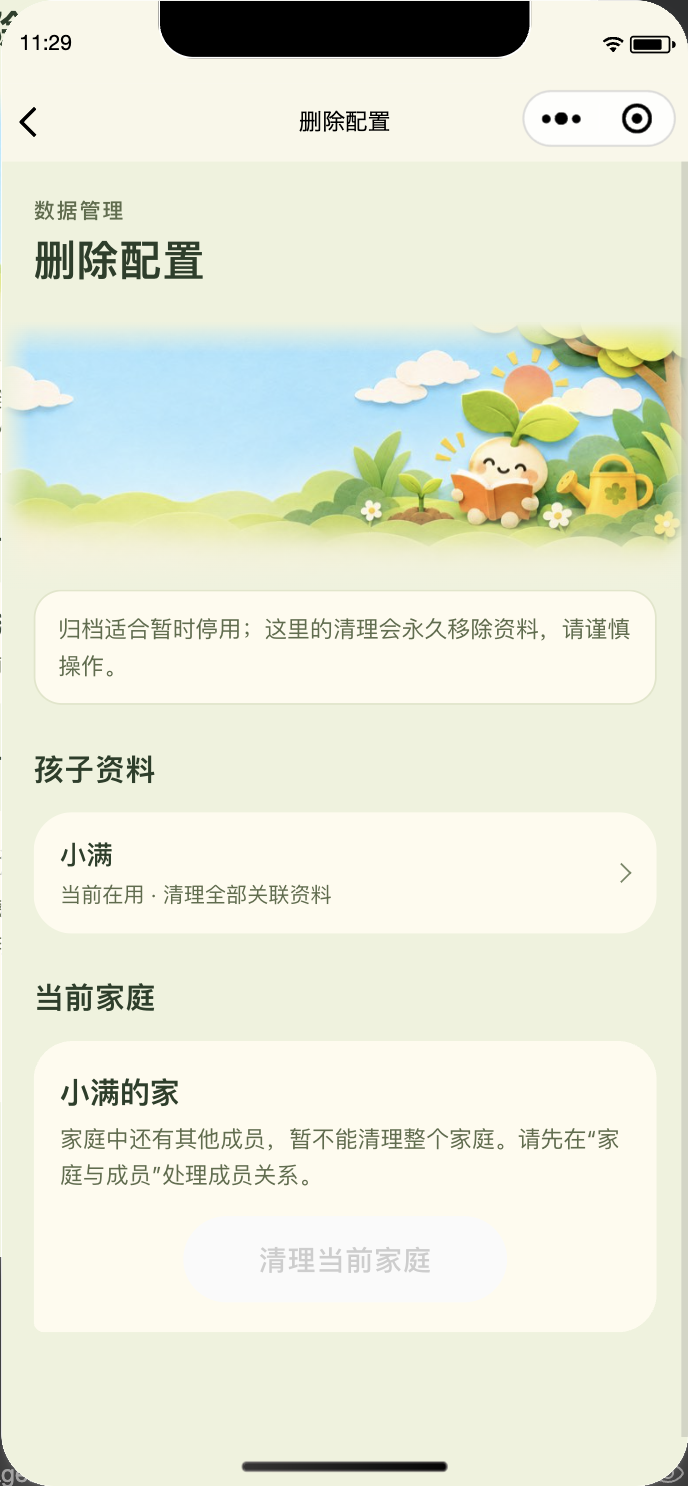 11:29
删除配置
数据管理
删除配置
归档适合暂时停用；这里的清理会永久移除资料，请谨慎
操作。
孩子资料
小满
当前在用 · 清理全部关联资料
当前家庭
小满的家
家庭中还有其他成员，暂不能清理整个家庭。请先在“家
庭与成员”处理成员关系。
清理当前家庭